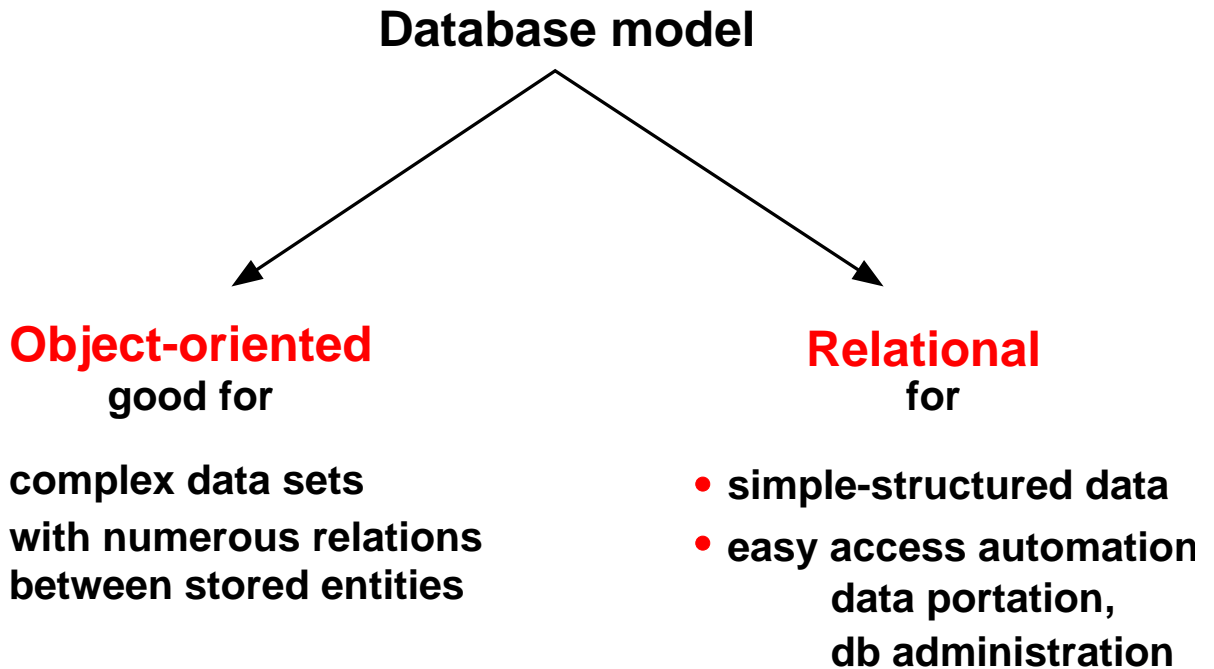 Database model
Object-oriented
good for
complex data sets
with numerous relations
between stored entities
Relational
for
• simple-structured data
• easy access automation
data portation,
db administration